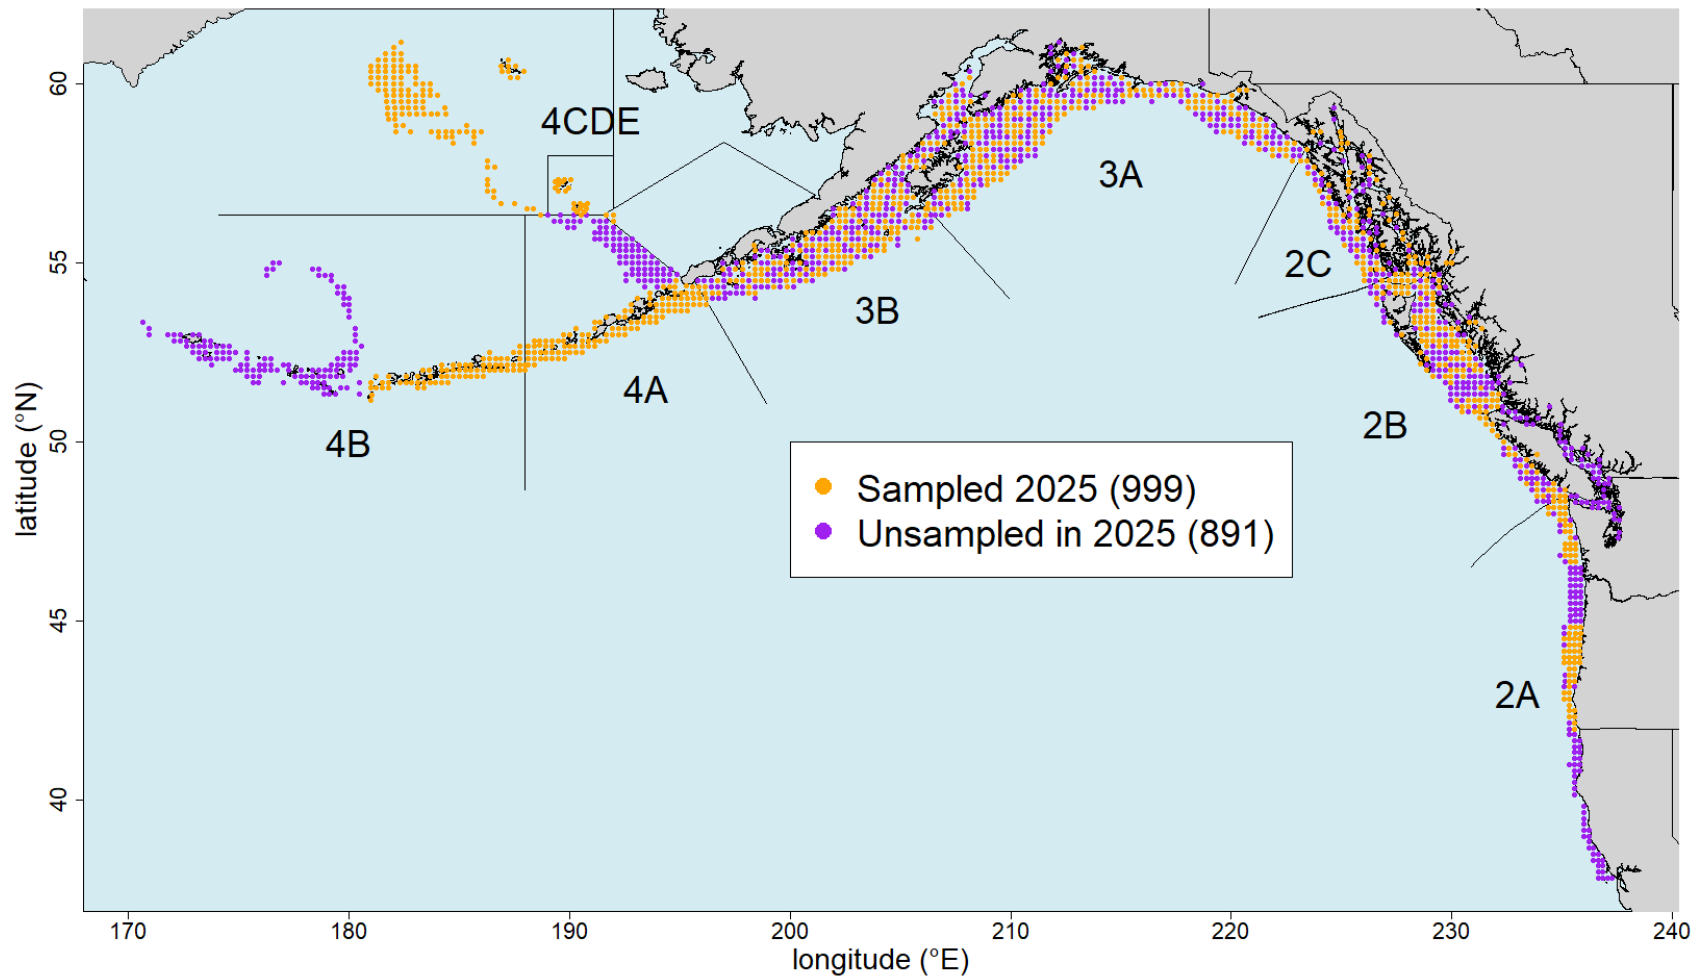 60
55
50
45
40
latitude (°N)
4CDE
3A
2C
3B
4A
2B
4B
Sampled 2025 (999)
Unsampled in 2025 (891)
2A
170
180
190
200
210
220
230
240
longitude (°E)